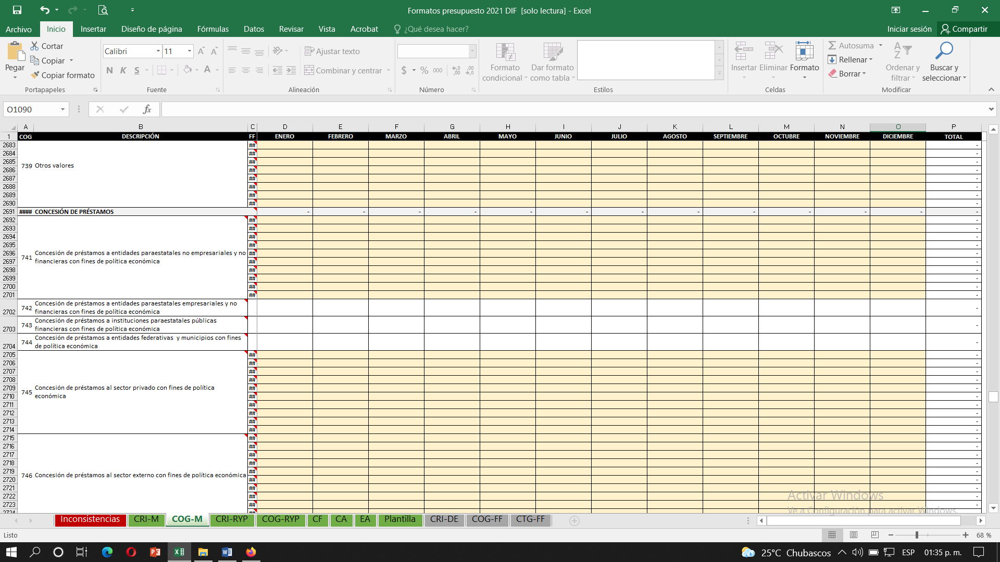 Formatos presupuesto 2021 DIF  [solo lectura] - Excel
Archivo Inicio Insertar Diseño de página Fórmulas Datos Revisar Vista Acrobat ¿Qué desea hacer? Iniciar sesión Compartir
Pegar Cortar Copiar Copiar formato
Portapapeles
Calibri 11
N K S A
Fuente
Ajustar texto
Combinar y centrar
Alineación
$ % 000
Número
Formato condicional
Dar formato como tabla
Estilos
Insertar Eliminar Formato
Celdas
Autosuma
Rellenar
Borrar
Ordenar y filtrar
Buscar y seleccionar
Modificar
O1090 fx
A B C D E F G H I J K L M N O P
1 COG DESCRIPCIÓN FF ENERO FEBRERO MARZO ABRIL MAYO JUNIO JULIO AGOSTO SEPTIEMBRE OCTUBRE NOVIEMBRE DICIEMBRE TOTAL
2683 ## -
2684 ## -
2685 ## -
739 Otros valores
2686 ## -
2687 ## -
2688 ## -
2689 ## -
2690 ## -
2691 #### CONCESIÓN DE PRÉSTAMOS - - - - - - - - - - - - -
2692 ## -
2693 ## -
2694 ## -
2695 ## -
2696 ## -
741 Concesión de préstamos a entidades paraestatales no empresariales y no
financieras con fines de política económica
2697 ## -
2698 ## -
2699 ## -
2700 ## -
2701 ## -
2702 742 Concesión de préstamos a entidades paraestatales empresariales y no
financieras con fines de política económica -
2703 743 Concesión de préstamos a instituciones paraestatales públicas
financieras con fines de política económica -
2704 744 Concesión de préstamos a entidades federativas  y municipios con fines
de política económica -
2705 ## -
2706 ## -
2707 ## -
2708 ## -
2709 ## -
745 Concesión de préstamos al sector privado con fines de política
económica
2710 ## -
2711 ## -
2712 ## -
2713 ## -
2714 ## -
2715 ## -
2716 ## -
2717 ## -
2718 ## -
2719 ## -
746 Concesión de préstamos al sector externo con fines de política económica
2720 ## -
2721 ## -
2722 ## -
2723 ## -
2724 ##
Activar Windows
Ve a Configuración para activar Windows.
Inconsistencias CRI-M COG-M CRI-RYP COG-RYP CF CA EA Plantilla CRI-DE COG-FF CTG-FF
Listo 68 %
25°C Chubascos ESP 01:35 p. m.